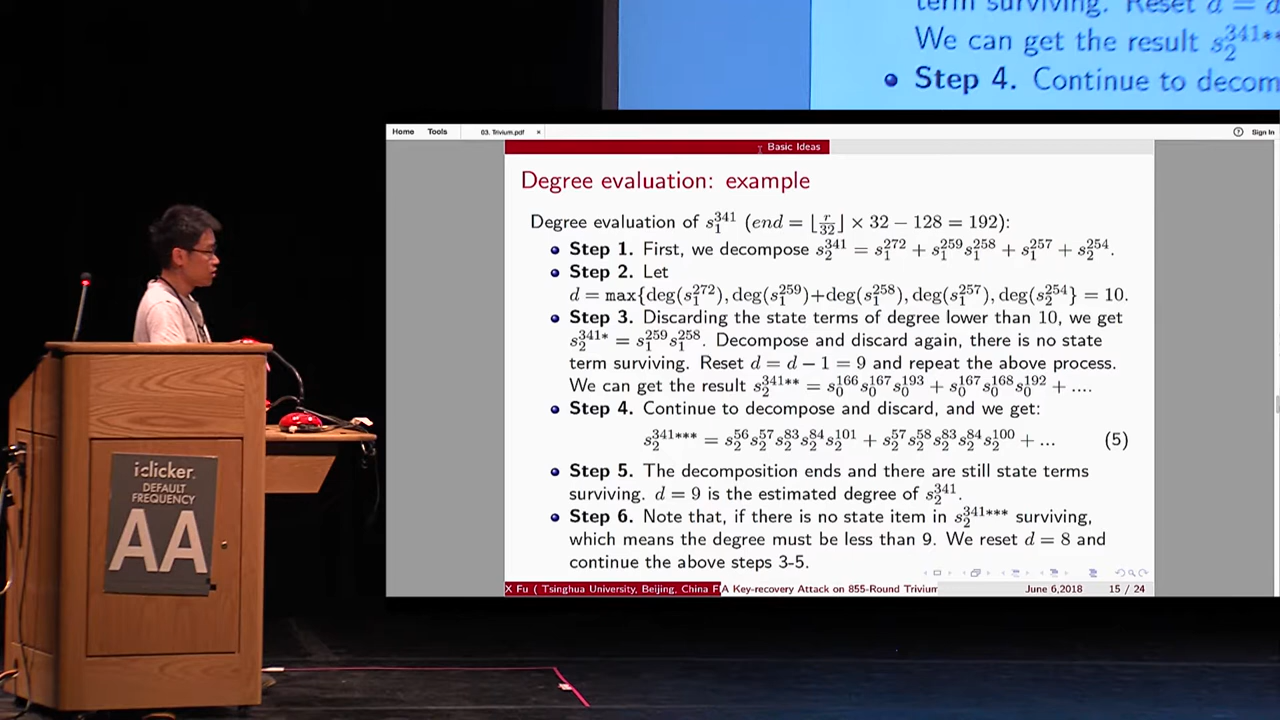 term surviving. Reset d = d
We can get the result s_2^{341**}
Step 4. Continue to decom
Home Tools 03. Trivium.pdf × Sign In
Basic Ideas
Degree evaluation: example
Degree evaluation of s_1^{341} (end = ⌊r/32⌋ × 32 − 128 = 192):
Step 1. First, we decompose s_2^{341} = s_1^{272} + s_1^{259}s_1^{258} + s_1^{257} + s_2^{254}.
Step 2. Let
d = max{deg(s_1^{272}), deg(s_1^{259})+deg(s_1^{258}), deg(s_1^{257}), deg(s_2^{254})} = 10.
Step 3. Discarding the state terms of degree lower than 10, we get
s_2^{341*} = s_1^{259}s_1^{258}. Decompose and discard again, there is no state
term surviving. Reset d = d − 1 = 9 and repeat the above process.
We can get the result s_2^{341**} = s_0^{166}s_0^{167}s_0^{193} + s_0^{167}s_0^{168}s_0^{192} + ....
Step 4. Continue to decompose and discard, and we get:
s_2^{341***} = s_2^{56}s_2^{57}s_2^{83}s_2^{84}s_2^{101} + s_2^{57}s_2^{58}s_2^{83}s_2^{84}s_2^{100} + ... (5)
Step 5. The decomposition ends and there are still state terms
surviving. d = 9 is the estimated degree of s_2^{341}.
Step 6. Note that, if there is no state item in s_2^{341***} surviving,
which means the degree must be less than 9. We reset d = 8 and
continue the above steps 3-5.
X Fu ( Tsinghua University, Beijing, China F A Key-recovery Attack on 855-Round Trivium June 6,2018 15 / 24
iclicker.
DEFAULT
FREQUENCY
AA